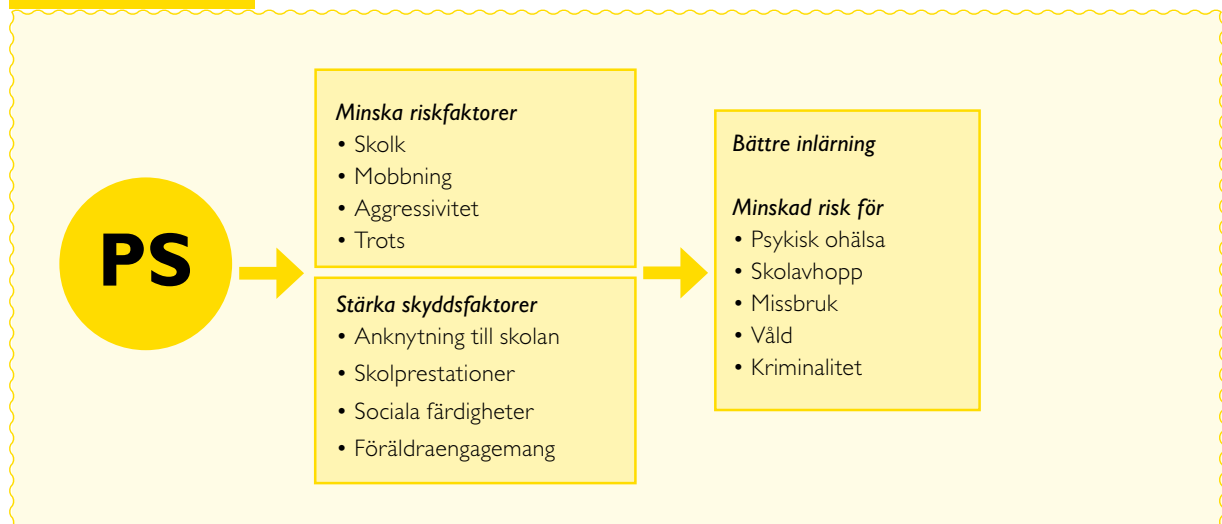 PS
Minska riskfaktorer
• Skolk
• Mobbning
• Aggressivitet
• Trots
Stärka skyddsfaktorer
• Anknytning till skolan
• Skolprestationer
• Sociala färdigheter
• Föräldraengagemang
Bättre inlärning
Minskad risk för
• Psykisk ohälsa
• Skolavhopp
• Missbruk
• Våld
• Kriminalitet